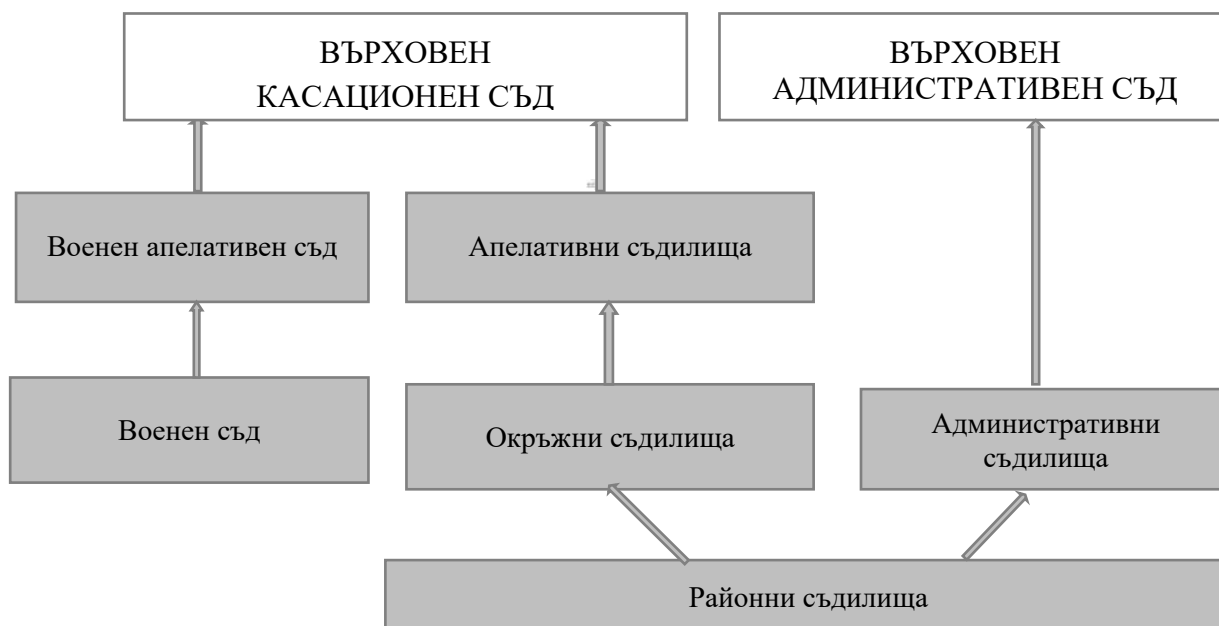 ВЪРХОВЕН
КАСАЦИОНЕН СЪД
ВЪРХОВЕН
АДМИНИСТРАТИВЕН СЪД
Военен апелативен съд
Апелативни съдилища
Военен съд
Окръжни съдилища
Административни
съдилища
Районни съдилища